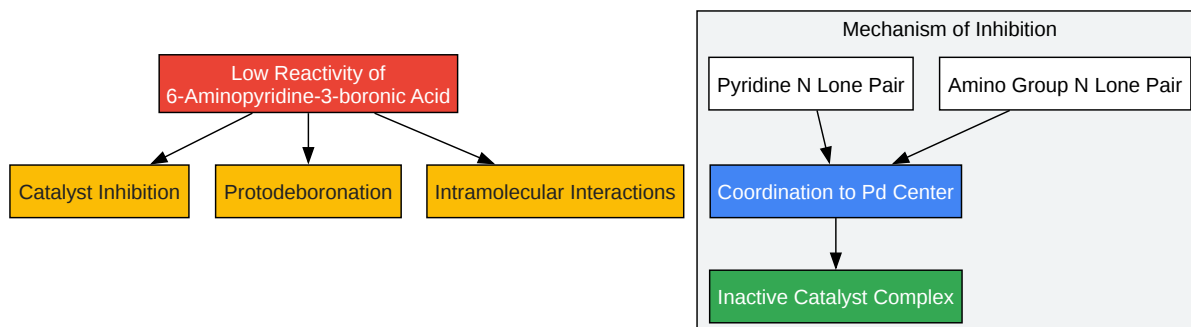 Low Reactivity of
6-Aminopyridine-3-boronic Acid
Catalyst Inhibition
Protodeboronation
Intramolecular Interactions
Mechanism of Inhibition
Pyridine N Lone Pair
Amino Group N Lone Pair
Coordination to Pd Center
Inactive Catalyst Complex